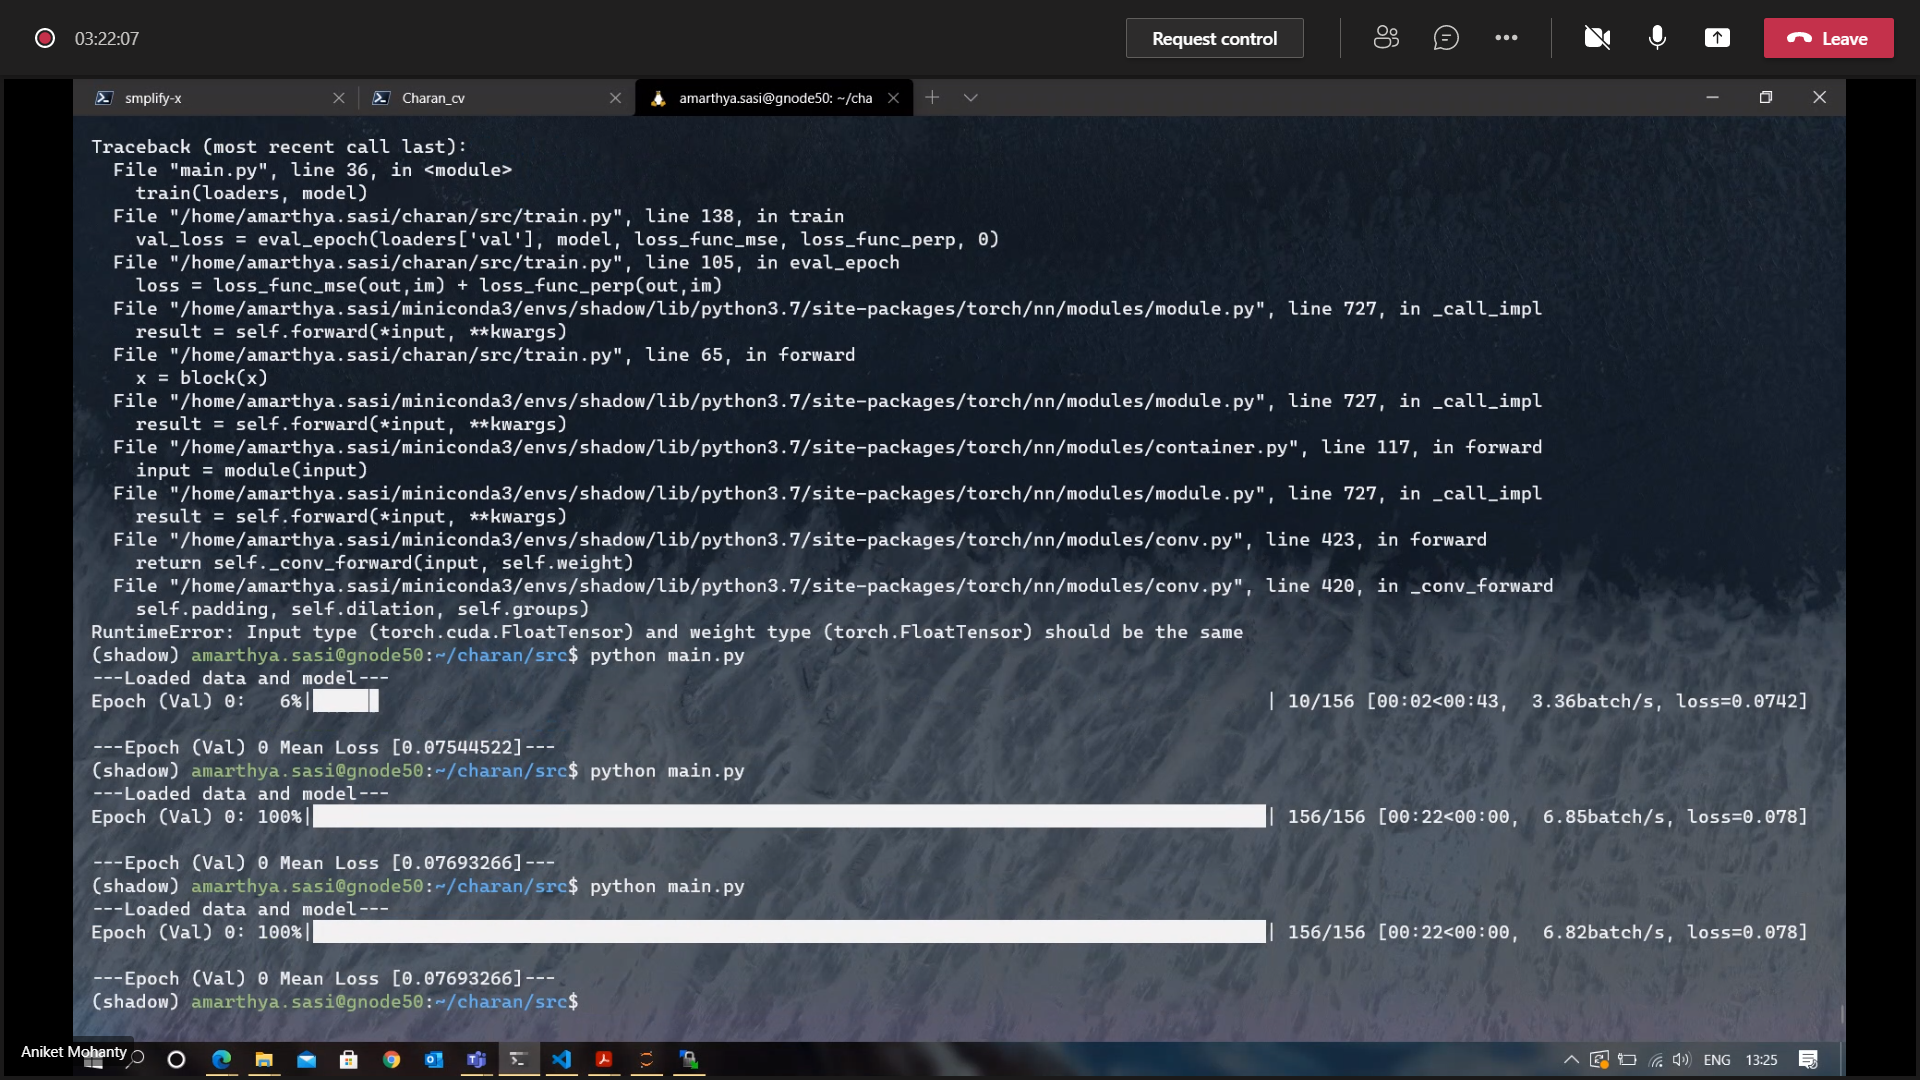 03:22:07
Request control
Leave
smplify-x
Charan_cv
amarthya.sasi@gnode50: ~/cha
Traceback (most recent call last):
  File "main.py", line 36, in <module>
    train(loaders, model)
  File "/home/amarthya.sasi/charan/src/train.py", line 138, in train
    val_loss = eval_epoch(loaders['val'], model, loss_func_mse, loss_func_perp, 0)
  File "/home/amarthya.sasi/charan/src/train.py", line 105, in eval_epoch
    loss = loss_func_mse(out,im) + loss_func_perp(out,im)
  File "/home/amarthya.sasi/miniconda3/envs/shadow/lib/python3.7/site-packages/torch/nn/modules/module.py", line 727, in _call_impl
    result = self.forward(*input, **kwargs)
  File "/home/amarthya.sasi/charan/src/train.py", line 65, in forward
    x = block(x)
  File "/home/amarthya.sasi/miniconda3/envs/shadow/lib/python3.7/site-packages/torch/nn/modules/module.py", line 727, in _call_impl
    result = self.forward(*input, **kwargs)
  File "/home/amarthya.sasi/miniconda3/envs/shadow/lib/python3.7/site-packages/torch/nn/modules/container.py", line 117, in forward
    input = module(input)
  File "/home/amarthya.sasi/miniconda3/envs/shadow/lib/python3.7/site-packages/torch/nn/modules/module.py", line 727, in _call_impl
    result = self.forward(*input, **kwargs)
  File "/home/amarthya.sasi/miniconda3/envs/shadow/lib/python3.7/site-packages/torch/nn/modules/conv.py", line 423, in forward
    return self._conv_forward(input, self.weight)
  File "/home/amarthya.sasi/miniconda3/envs/shadow/lib/python3.7/site-packages/torch/nn/modules/conv.py", line 420, in _conv_forward
    self.padding, self.dilation, self.groups)
RuntimeError: Input type (torch.cuda.FloatTensor) and weight type (torch.FloatTensor) should be the same
(shadow) amarthya.sasi@gnode50:~/charan/src$ python main.py
---Loaded data and model---
Epoch (Val) 0:   6%| | 10/156 [00:02<00:43,  3.36batch/s, loss=0.0742]
---Epoch (Val) 0 Mean Loss [0.07544522]---
(shadow) amarthya.sasi@gnode50:~/charan/src$ python main.py
---Loaded data and model---
Epoch (Val) 0: 100%| | 156/156 [00:22<00:00,  6.85batch/s, loss=0.078]
---Epoch (Val) 0 Mean Loss [0.07693266]---
(shadow) amarthya.sasi@gnode50:~/charan/src$ python main.py
---Loaded data and model---
Epoch (Val) 0: 100%| | 156/156 [00:22<00:00,  6.82batch/s, loss=0.078]
---Epoch (Val) 0 Mean Loss [0.07693266]---
(shadow) amarthya.sasi@gnode50:~/charan/src$
Aniket Mohanty
ENG
13:25